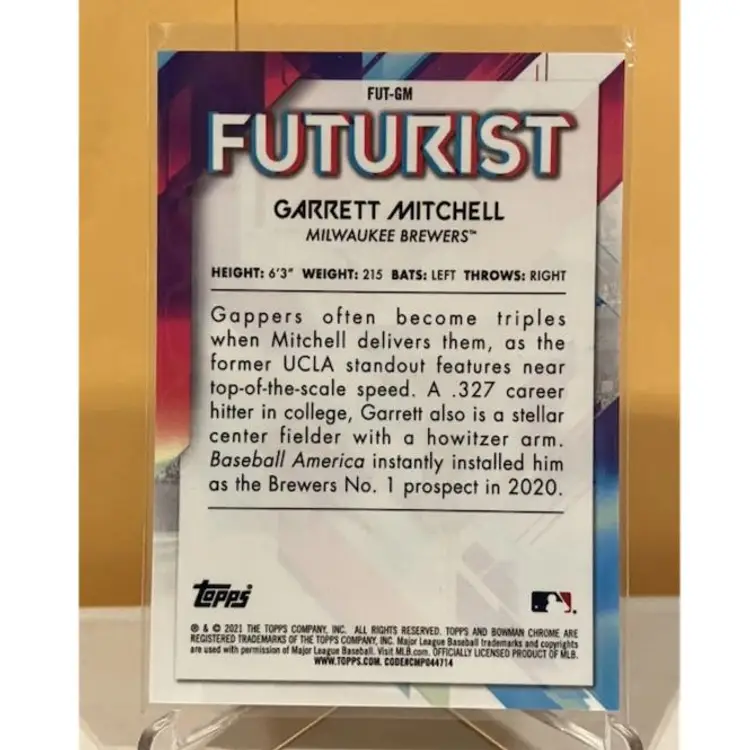 FUT-GM
FUTURIST
GARRETT MITCHELL
MILWAUKEE BREWERS™
HEIGHT: 6'3" WEIGHT: 215 BATS: LEFT THROWS: RIGHT
Gappers often become triples
when Mitchell delivers them, as the
former UCLA standout features near
top-of-the-scale speed. A .327 career
hitter in college, Garrett also is a stellar
center fielder with a howitzer arm.
Baseball America instantly installed him
as the Brewers No. 1 prospect in 2020.
Topps
® & © 2021 THE TOPPS COMPANY, INC. ALL RIGHTS RESERVED. TOPPS AND BOWMAN CHROME ARE
REGISTERED TRADEMARKS OF THE TOPPS COMPANY, INC. Major League Baseball trademarks and copyrights
are used with permission of Major League Baseball. Visit MLB.com. OFFICIALLY LICENSED PRODUCT OF MLB.
WWW.TOPPS.COM. CODE#CMP044714